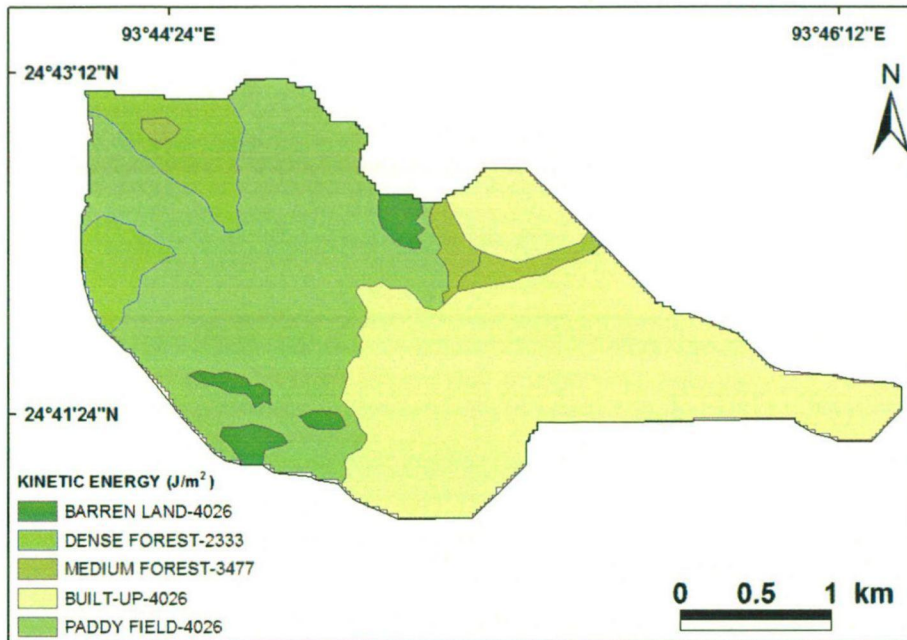 93°44'24"E
93°46'12"E
24°43'12"N
N
24°41'24"N
KINETIC ENERGY (J/m²)
BARREN LAND-4026
DENSE FOREST-2333
MEDIUM FOREST-3477
BUILT-UP-4026
PADDY FIELD-4026
0 0.5 1 km